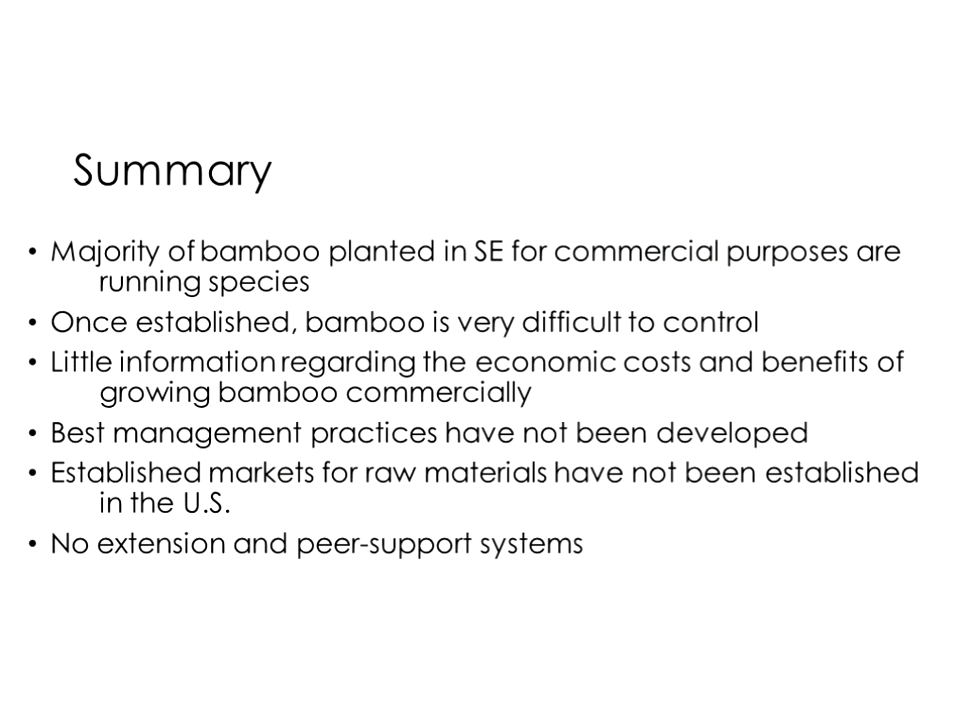 Summary
• Majority of bamboo planted in SE for commercial purposes are
running species
• Once established, bamboo is very difficult to control
• Little information regarding the economic costs and benefits of
growing bamboo commercially
• Best management practices have not been developed
• Established markets for raw materials have not been established
in the U.S.
• No extension and peer-support systems